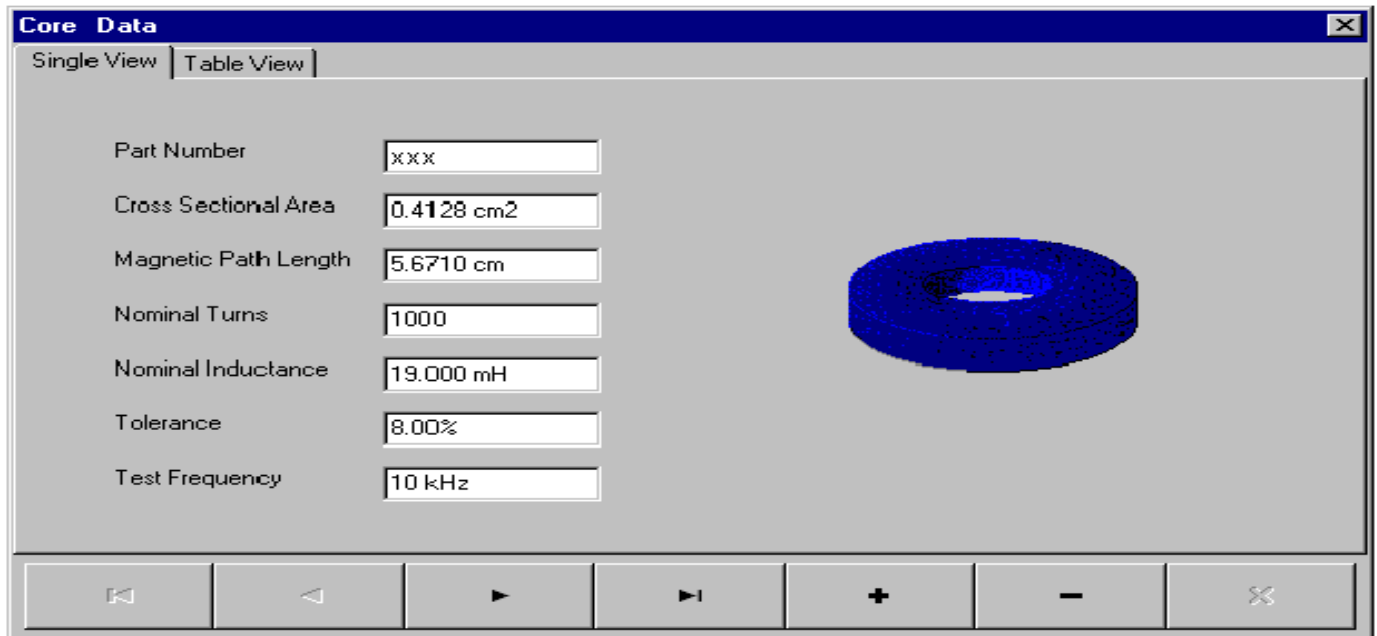 Core Data
Single View Table View
Part Number xxx
Cross Sectional Area 0.4128 cm2
Magnetic Path Length 5.6710 cm
Nominal Turns 1000
Nominal Inductance 19.000 mH
Tolerance 8.00%
Test Frequency 10 kHz